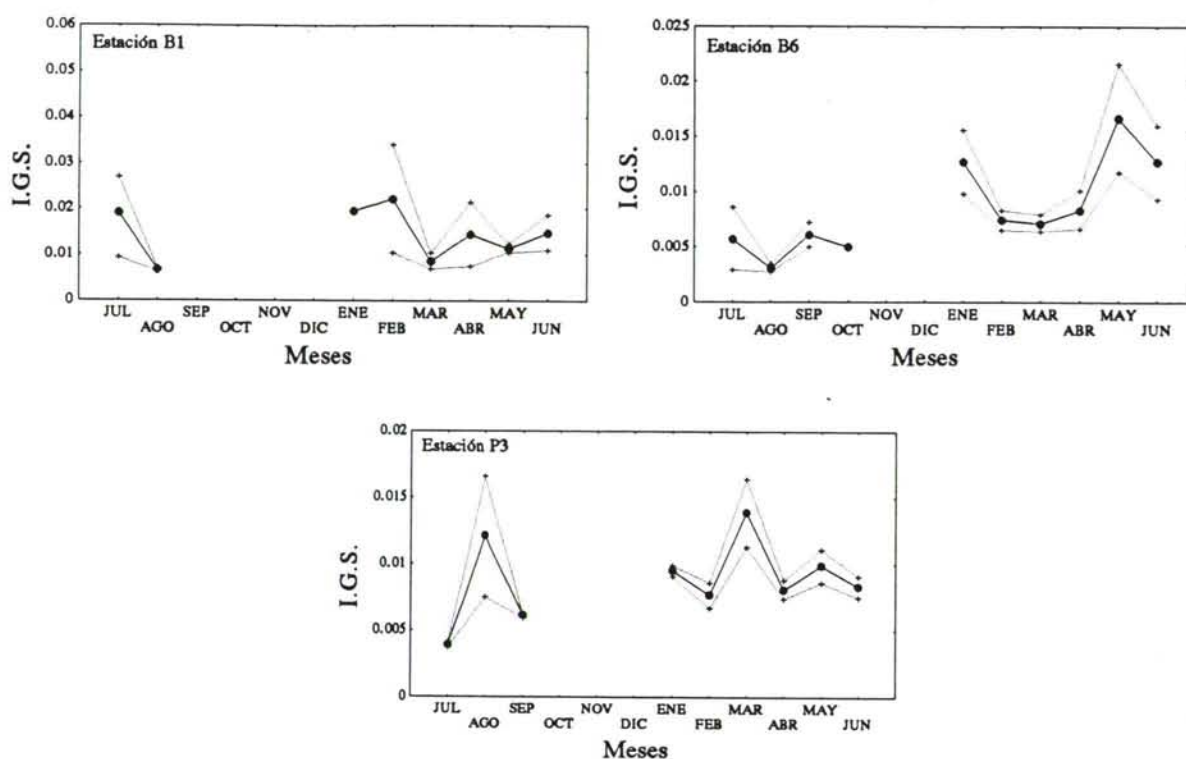 Estación B1
I.G.S.
0.06
0.05
0.04
0.03
0.02
0.01
0
JUL SEP NOV ENE MAR MAY
AGO OCT DIC FEB ABR JUN
Meses
Estación B6
I.G.S.
0.025
0.02
0.015
0.01
0.005
0
JUL SEP NOV ENE MAR MAY
AGO OCT DIC FEB ABR JUN
Meses
Estación P3
I.G.S.
0.02
0.015
0.01
0.005
0
JUL SEP NOV ENE MAR MAY
AGO OCT DIC FEB ABR JUN
Meses